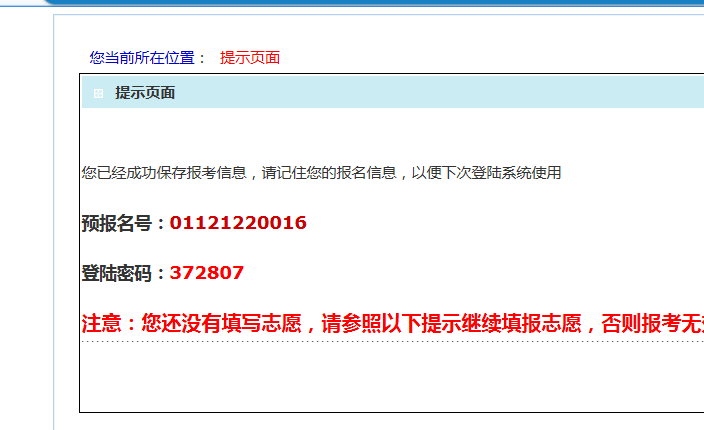 您当前所在位置： 提示页面
提示页面
您已经成功保存报考信息，请记住您的报名信息，以便下次登陆系统使用
预报名号：01121220016
登陆密码：372807
注意：您还没有填写志愿，请参照以下提示继续填报志愿，否则报考无